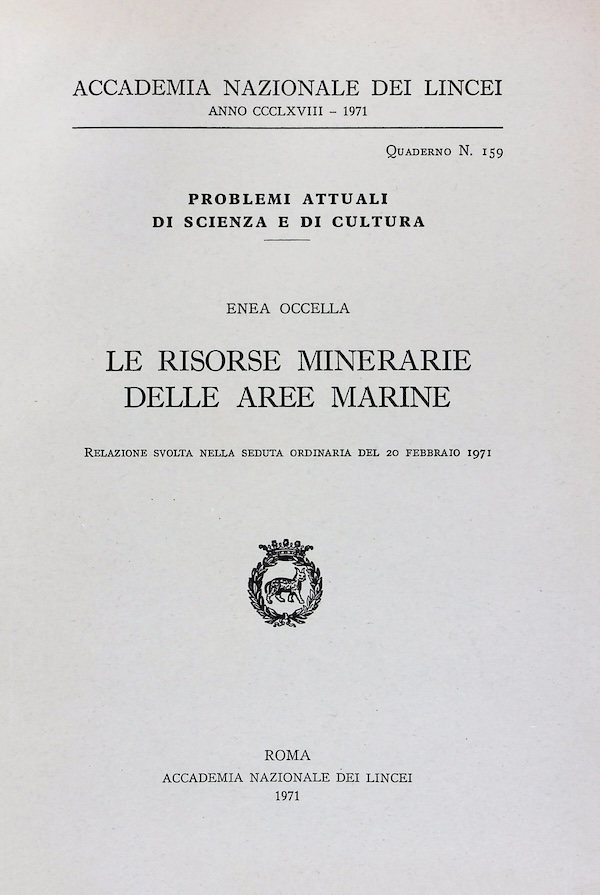 ACCADEMIA NAZIONALE DEI LINCEI
ANNO CCCLXVIII – 1971
QUADERNO N. 159
PROBLEMI ATTUALI
DI SCIENZA E DI CULTURA
ENEA OCCELLA
LE RISORSE MINERARIE
DELLE AREE MARINE
RELAZIONE SVOLTA NELLA SEDUTA ORDINARIA DEL 20 FEBBRAIO 1971
ROMA
ACCADEMIA NAZIONALE DEI LINCEI
1971